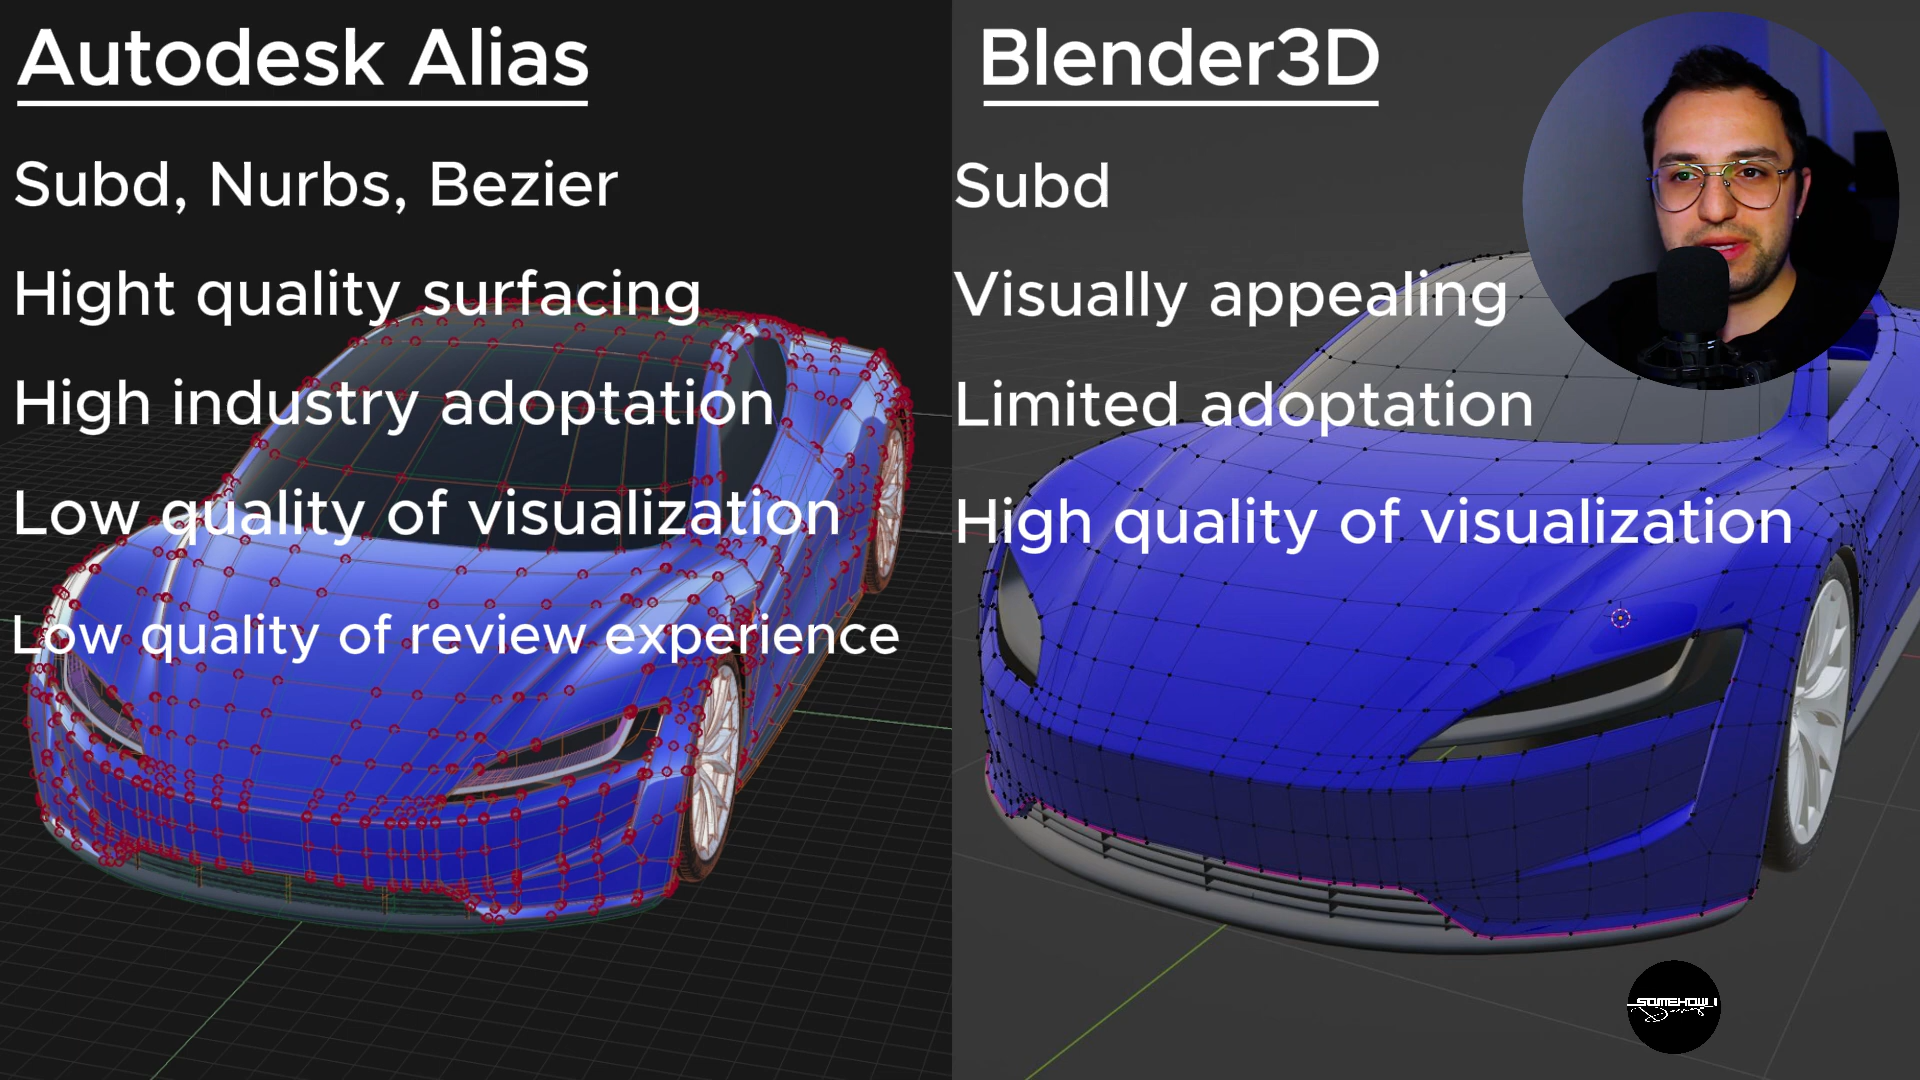 Autodesk Alias
Subd, Nurbs, Bezier
Hight quality surfacing
High industry adoptation
Low quality of visualization
Low quality of review experience
Blender3D
Subd
Visually appealing
Limited adoptation
High quality of visualization
SOMEHOW I